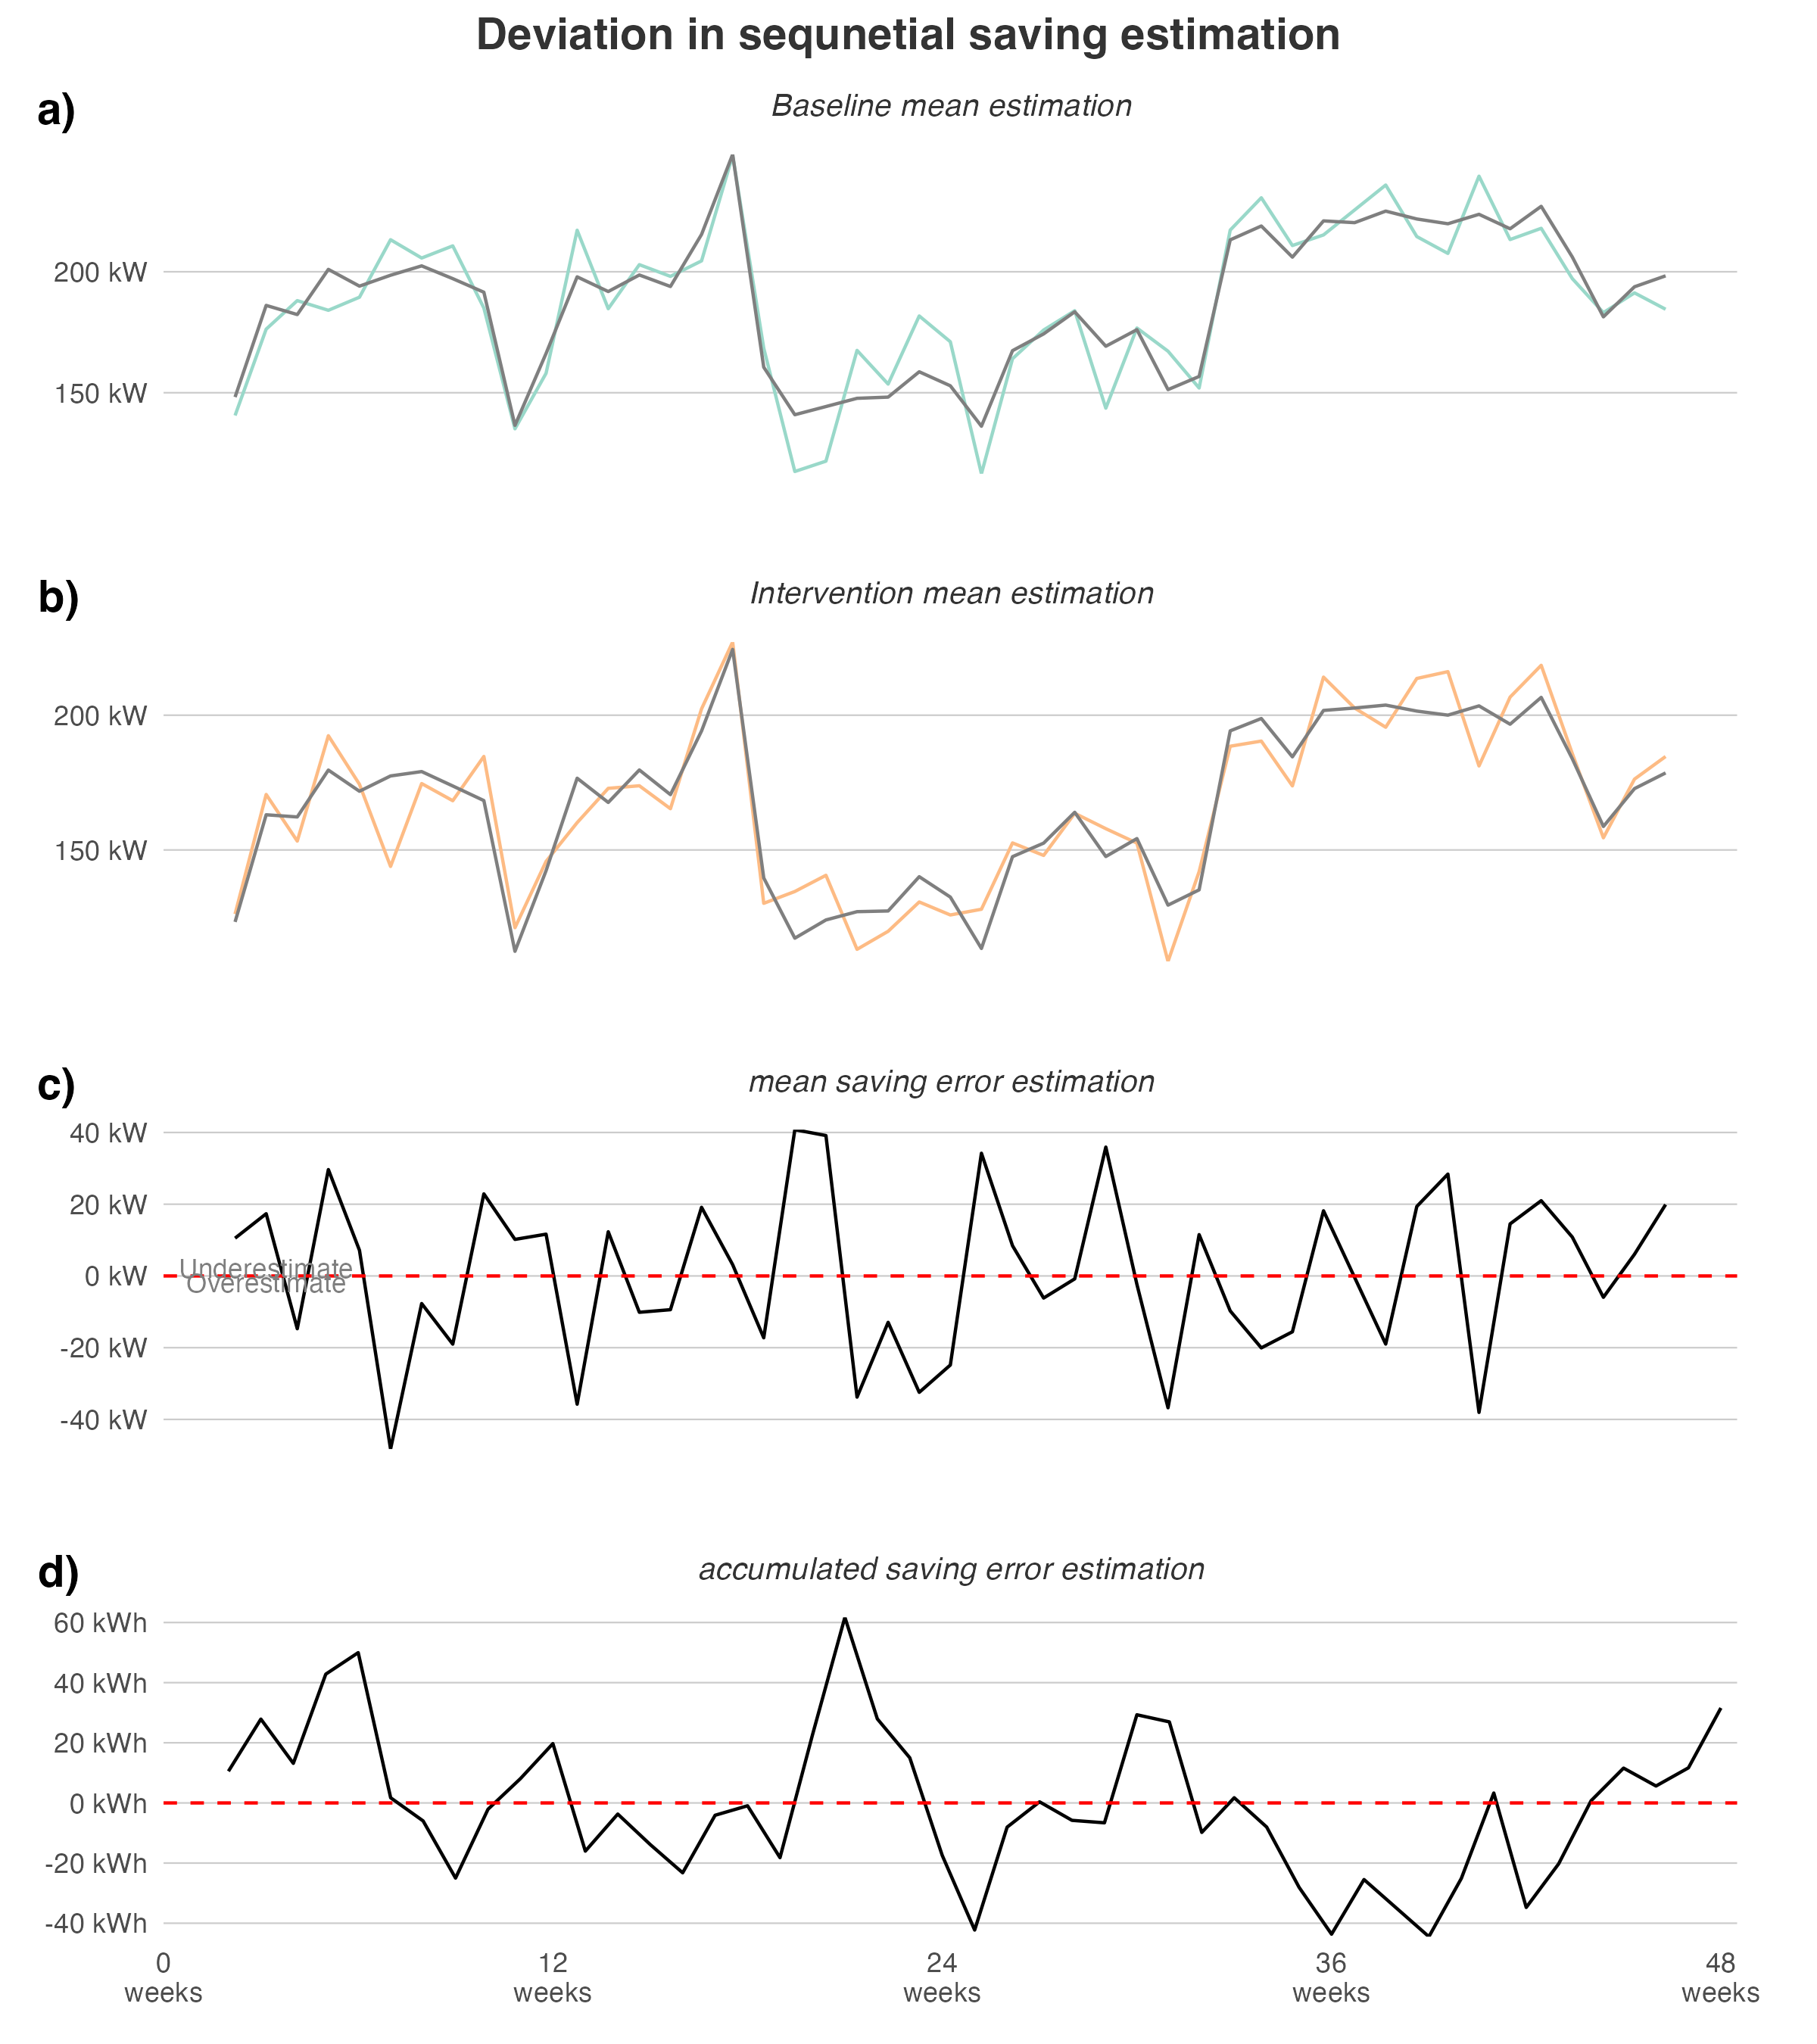 Deviation in sequnetial saving estimation
a)
Baseline mean estimation
200 kW
150 kW
b)
Intervention mean estimation
200 kW
150 kW
c)
mean saving error estimation
40 kW
20 kW
Underestimate
0 kW
Overestimate
-20 kW
-40 kW
d)
accumulated saving error estimation
60 kWh
40 kWh
20 kWh
0 kWh
-20 kWh
-40 kWh
0 12 24 36 48
weeks weeks weeks weeks weeks